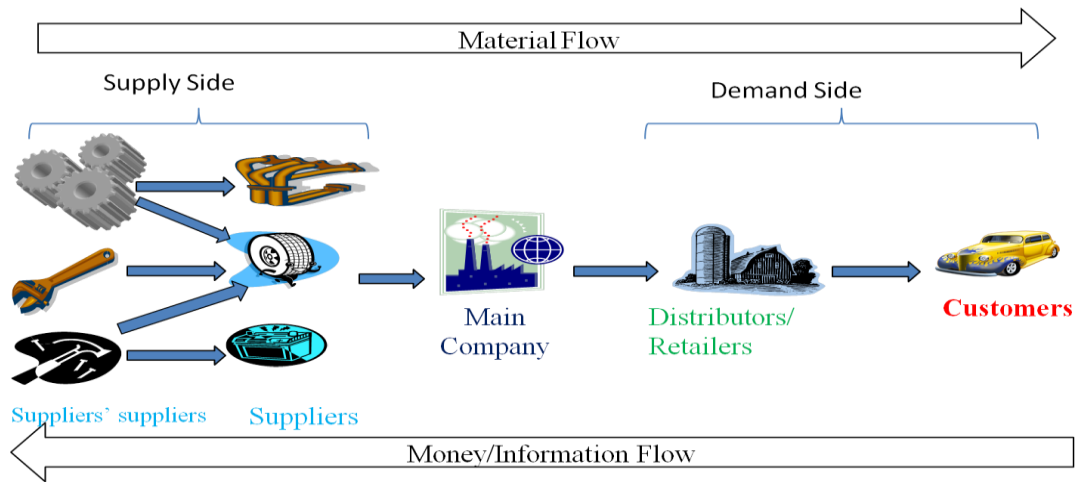 Material Flow
Supply Side
Demand Side
Main
Company
Distributors/
Retailers
Customers
Suppliers’ suppliers
Suppliers
Money/Information Flow